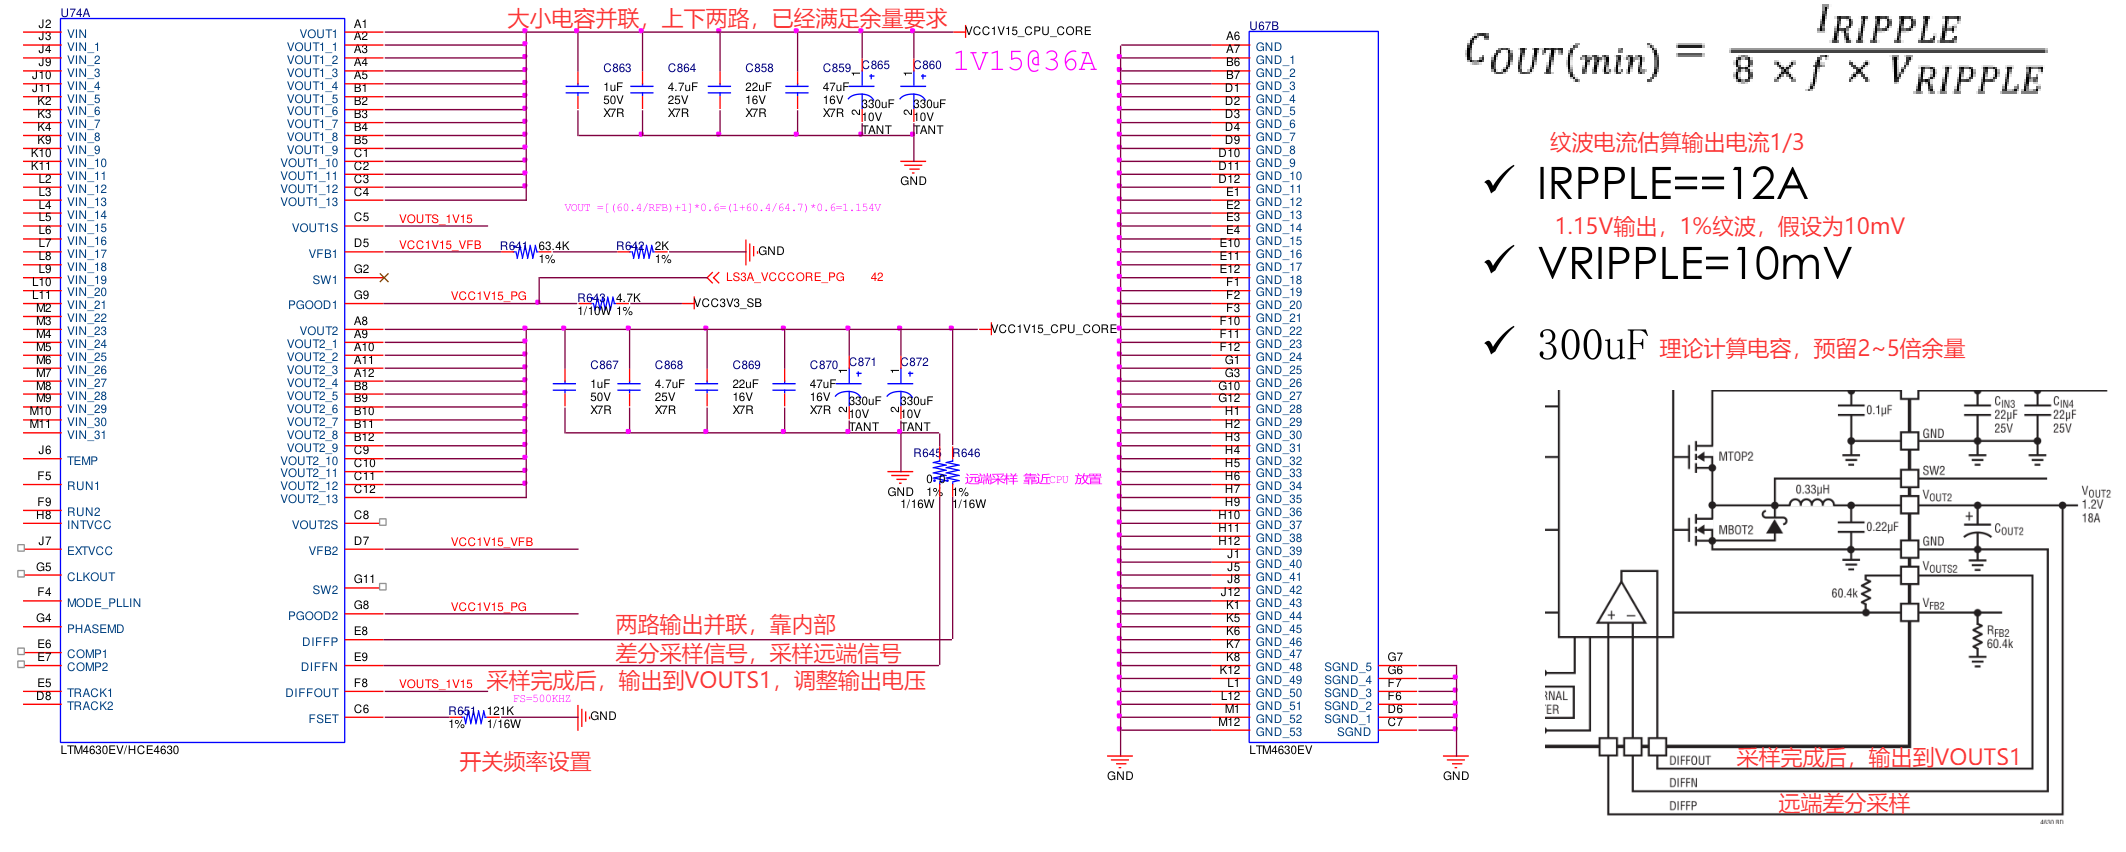 U74A
大小电容并联，上下两路，已经满足余量要求
J2 VIN
J3 VIN_1
J4 VIN_2
J9 VIN_3
J10 VIN_4
J11 VIN_5
K2 VIN_6
K3 VIN_7
K4 VIN_8
K9 VIN_9
K10 VIN_10
K11 VIN_11
L2 VIN_12
L3 VIN_13
L4 VIN_14
L5 VIN_15
L6 VIN_16
L7 VIN_17
L8 VIN_18
L9 VIN_19
L10 VIN_20
L11 VIN_21
M2 VIN_22
M3 VIN_23
M4 VIN_24
M5 VIN_25
M6 VIN_26
M7 VIN_27
M8 VIN_28
M9 VIN_29
M10 VIN_30
M11 VIN_31
J6 TEMP
F5 RUN1
F9 RUN2
H8 INTVCC
J7 EXTVCC
G5 CLKOUT
F4 MODE_PLLIN
G4 PHASEMD
E6 COMP1
E7 COMP2
E5 TRACK1
D8 TRACK2
VOUT1 A1
VOUT1_1 A2
VOUT1_2 A3
VOUT1_3 A4
VOUT1_4 A5
VOUT1_5 B1
VOUT1_6 B2
VOUT1_7 B3
VOUT1_8 B4
VOUT1_9 B5
VOUT1_10 C1
VOUT1_11 C2
VOUT1_12 C3
VOUT1_13 C4
VOUT1S C5 VOUTS_1V15
VFB1 D5 VCC1V15_VFB
SW1 G2
PGOOD1 G9 VCC1V15_PG
VOUT2 A8
VOUT2_1 A9
VOUT2_2 A10
VOUT2_3 A11
VOUT2_4 A12
VOUT2_5 B8
VOUT2_6 B9
VOUT2_7 B10
VOUT2_8 B11
VOUT2_9 B12
VOUT2_10 C9
VOUT2_11 C10
VOUT2_12 C11
VOUT2_13 C12
VOUT2S C8
VFB2 D7 VCC1V15_VFB
SW2 G11
PGOOD2 G8 VCC1V15_PG
DIFFP E8
DIFFN E9
DIFFOUT F8 VOUTS_1V15
FSET C6
LTM4630EV/HCE4630
VCC1V15_CPU_CORE
1V15@36A
C863 1uF 50V X7R
C864 4.7uF 25V X7R
C858 22uF 16V X7R
C859 47uF 16V X7R
C865 1 + 2 330uF 10V TANT
C860 1 + 2 330uF 10V TANT
GND
VOUT =[(60.4/RFB)+1]*0.6=(1+60.4/64.7)*0.6=1.154V
R641 63.4K 1%
R642 2K 1%
GND
LS3A_VCCCORE_PG 42
R643 4.7K 1/10W 1%
VCC3V3_SB
VCC1V15_CPU_CORE
C867 1uF 50V X7R
C868 4.7uF 25V X7R
C869 22uF 16V X7R
C870 47uF 16V X7R
C871 1 + 2 330uF 10V TANT
C872 1 + 2 330uF 10V TANT
GND
R645 1% 1/16W
R646 1% 1/16W
远端采样 靠近CPU 放置
两路输出并联，靠内部
差分采样信号，采样远端信号
采样完成后，输出到VOUTS1，调整输出电压
FS=500KHZ
R651 121K 1% 1/16W
GND
开关频率设置
U67B
A6 GND
A7 GND_1
B6 GND_2
B7 GND_3
D1 GND_4
D2 GND_5
D3 GND_6
D4 GND_7
D9 GND_8
D10 GND_9
D11 GND_10
D12 GND_11
E1 GND_12
E2 GND_13
E3 GND_14
E4 GND_15
E10 GND_16
E11 GND_17
E12 GND_18
F1 GND_19
F2 GND_20
F3 GND_21
F10 GND_22
F11 GND_23
F12 GND_24
G1 GND_25
G3 GND_26
G10 GND_27
G12 GND_28
H1 GND_29
H2 GND_30
H3 GND_31
H4 GND_32
H5 GND_33
H6 GND_34
H7 GND_35
H9 GND_36
H10 GND_37
H11 GND_38
H12 GND_39
J1 GND_40
J5 GND_41
J8 GND_42
J12 GND_43
K1 GND_44
K5 GND_45
K6 GND_46
K7 GND_47
K8 GND_48
K12 GND_49
L1 GND_50
L12 GND_51
M1 GND_52
M12 GND_53
SGND_5 G7
SGND_4 G6
SGND_3 F7
SGND_2 F6
SGND_1 D6
SGND C7
LTM4630EV
GND
GND
C_OUT(min) = I_RIPPLE / (8 × f × V_RIPPLE)
纹波电流估算输出电流1/3
✓ IRPPLE==12A
1.15V输出，1%纹波，假设为10mV
✓ VRIPPLE=10mV
✓ 300uF 理论计算电容，预留2~5倍余量
0.1µF
CIN3 22µF 25V
CIN4 22µF 25V
GND
MTOP2
SW2
0.33µH
VOUT2
VOUT2 1.2V 18A
MBOT2
0.22µF
+
COUT2
GND
VOUTS2
60.4k
VFB2
+ −
RFB2 60.4k
RNAL
ER
采样完成后，输出到VOUTS1
DIFFOUT
DIFFN
远端差分采样
DIFFP